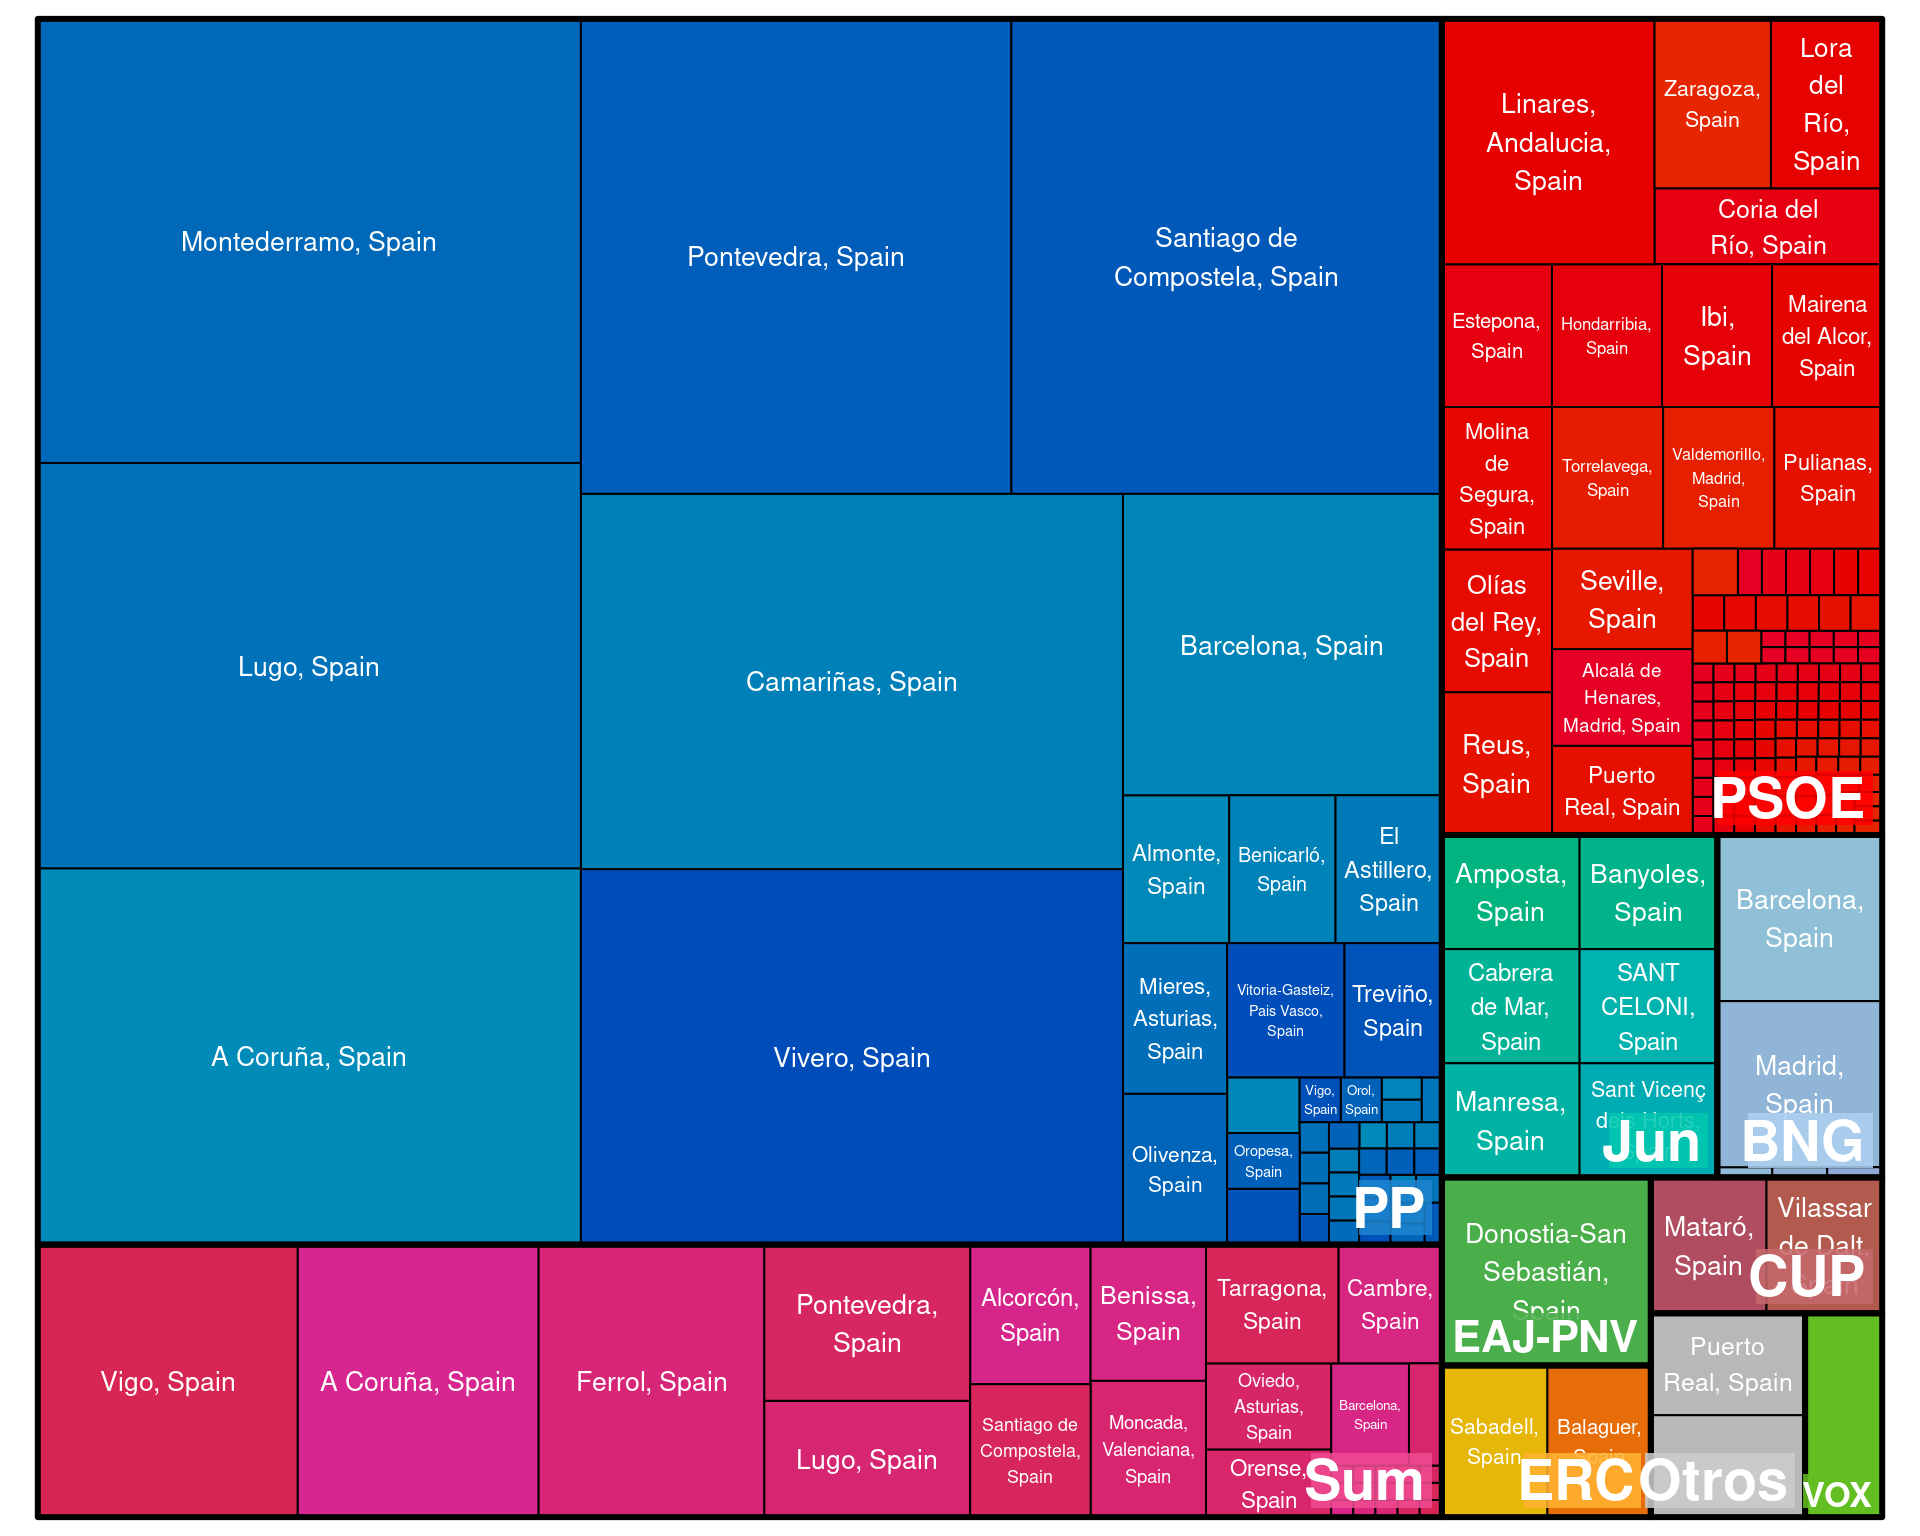 Montederramo, Spain
Lugo, Spain
A Coruña, Spain
Pontevedra, Spain
Santiago de
Compostela, Spain
Camariñas, Spain
Vivero, Spain
Barcelona, Spain
Almonte,
Spain
Benicarló,
Spain
El
Astillero,
Spain
Mieres,
Asturias,
Spain
Olivenza,
Spain
Vitoria-Gasteiz,
Pais Vasco,
Spain
Treviño,
Spain
Vigo,
Spain
Orol,
Spain
Oropesa,
Spain
PP
Linares,
Andalucia,
Spain
Zaragoza,
Spain
Lora
del
Río,
Spain
Coria del
Río, Spain
Estepona,
Spain
Hondarribia,
Spain
Ibi,
Spain
Mairena
del Alcor,
Spain
Molina
de
Segura,
Spain
Torrelavega,
Spain
Valdemorillo,
Madrid,
Spain
Pulianas,
Spain
Olías
del Rey,
Spain
Reus,
Spain
Seville,
Spain
Alcalá de
Henares,
Madrid, Spain
Puerto
Real, Spain
PSOE
Amposta,
Spain
Banyoles,
Spain
Cabrera
de Mar,
Spain
SANT
CELONI,
Spain
Manresa,
Spain
Sant Vicenç
dels Horts,
Jun
Barcelona,
Spain
Madrid,
Spain
BNG
Donostia-San
Sebastián,
Spain
EAJ-PNV
Mataró,
Spain
Vilassar
de Dalt,
Spain
CUP
Sabadell,
Spain
Balaguer,
Spain
ERC
Puerto
Real, Spain
Otros
VOX
Vigo, Spain
A Coruña, Spain
Ferrol, Spain
Pontevedra,
Spain
Lugo, Spain
Alcorcón,
Spain
Santiago de
Compostela,
Spain
Benissa,
Spain
Moncada,
Valenciana,
Spain
Tarragona,
Spain
Cambre,
Spain
Oviedo,
Asturias,
Spain
Barcelona,
Spain
Orense,
Spain
Sum